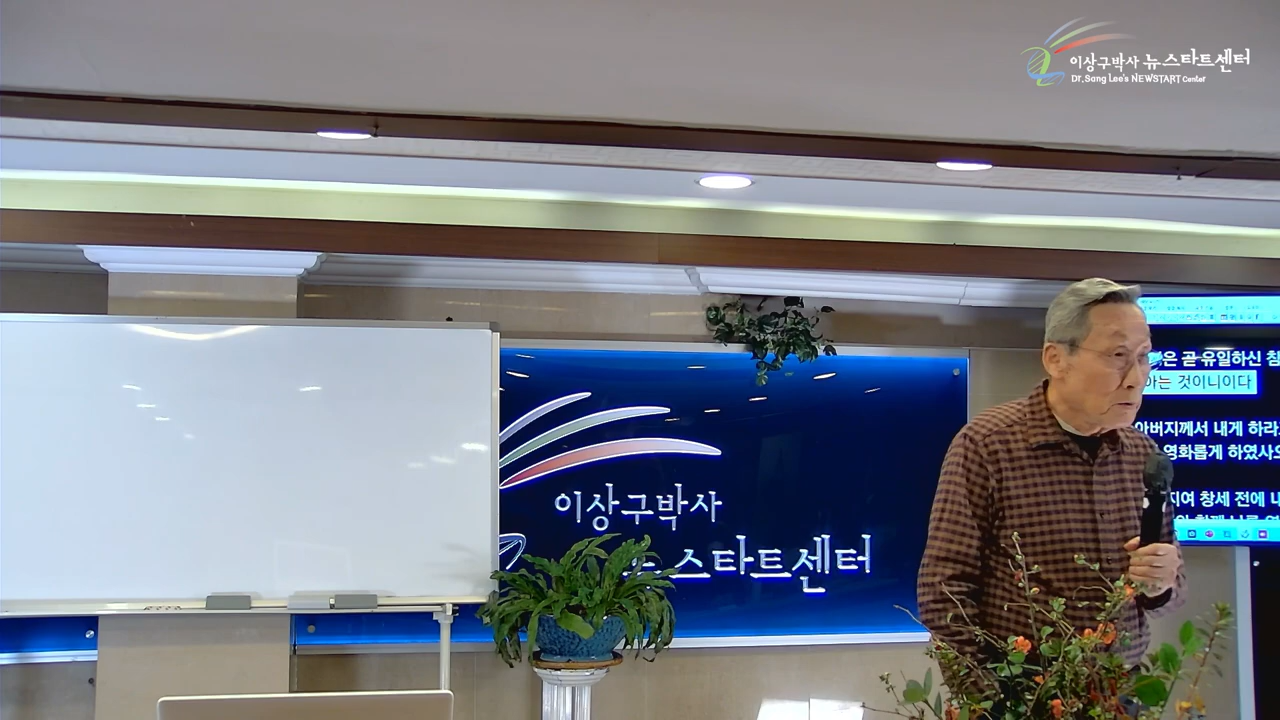 이상구박사 뉴스타트센터
Dr. Sang Lee's NEWSTART Center
이상구박사
스타트센터
은 곧 유일하신 참
아는 것이니이다
아버지께서 내게 하라
영화롭게 하였사오
지여 창세 전에 내